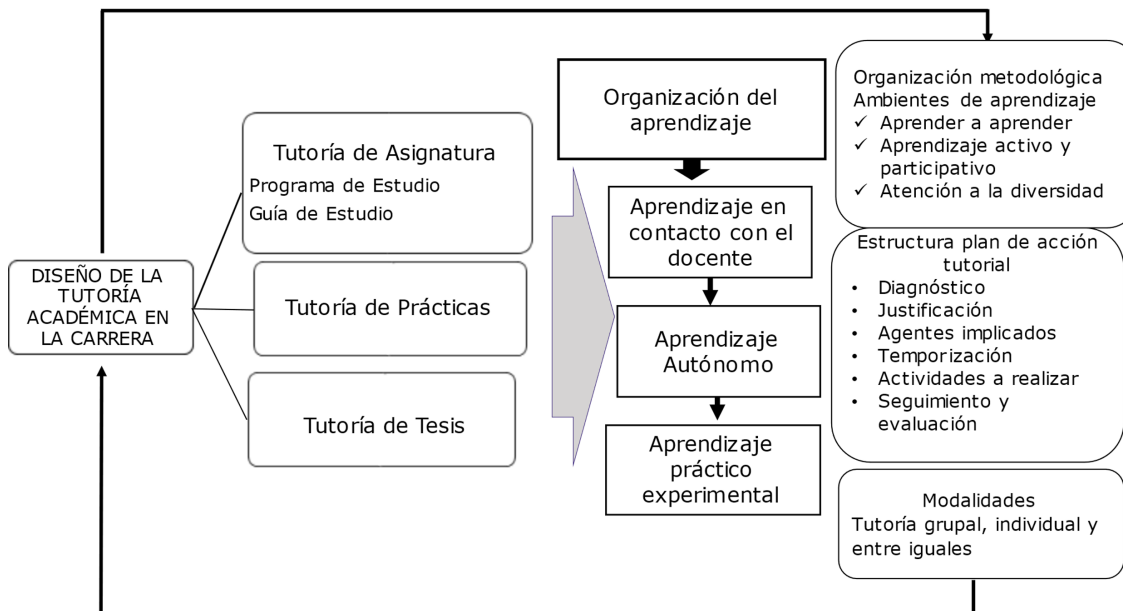 DISEÑO DE LA
TUTORÍA
ACADÉMICA EN
LA CARRERA
Tutoría de Asignatura
Programa de Estudio
Guía de Estudio
Tutoría de Prácticas
Tutoría de Tesis
Organización del
aprendizaje
Aprendizaje en
contacto con el
docente
Aprendizaje
Autónomo
Aprendizaje
práctico
experimental
Organización metodológica
Ambientes de aprendizaje
✓ Aprender a aprender
✓ Aprendizaje activo y
participativo
✓ Atención a la diversidad
Estructura plan de acción
tutorial
• Diagnóstico
• Justificación
• Agentes implicados
• Temporización
• Actividades a realizar
• Seguimiento y
evaluación
Modalidades
Tutoría grupal, individual y
entre iguales